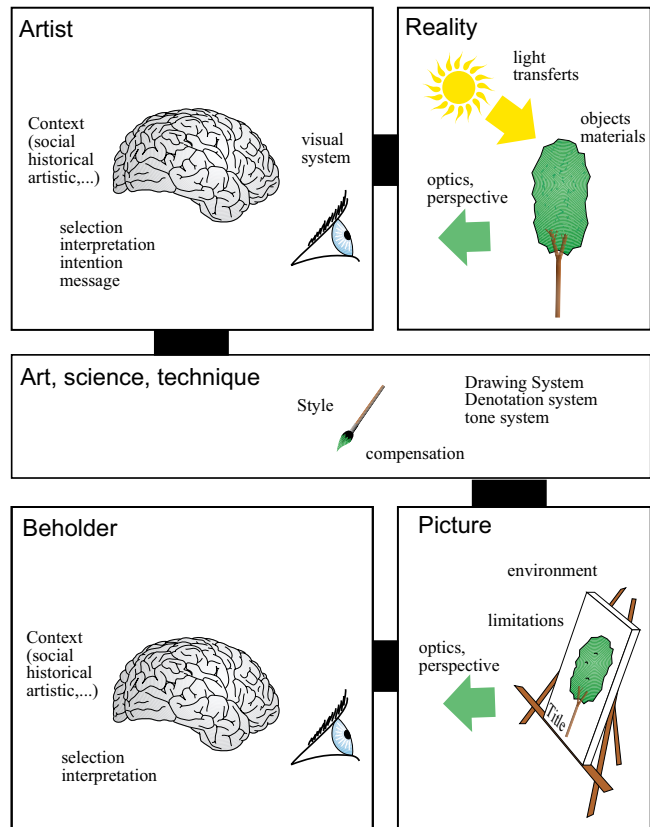 Artist
Context
(social
historical
artistic,...)
visual
system
selection
interpretation
intention
message
Reality
light
transferts
objects
materials
optics,
perspective
Art, science, technique
Style
compensation
Drawing System
Denotation system
tone system
Beholder
Context
(social
historical
artistic,...)
selection
interpretation
Picture
environment
limitations
optics,
perspective
Title